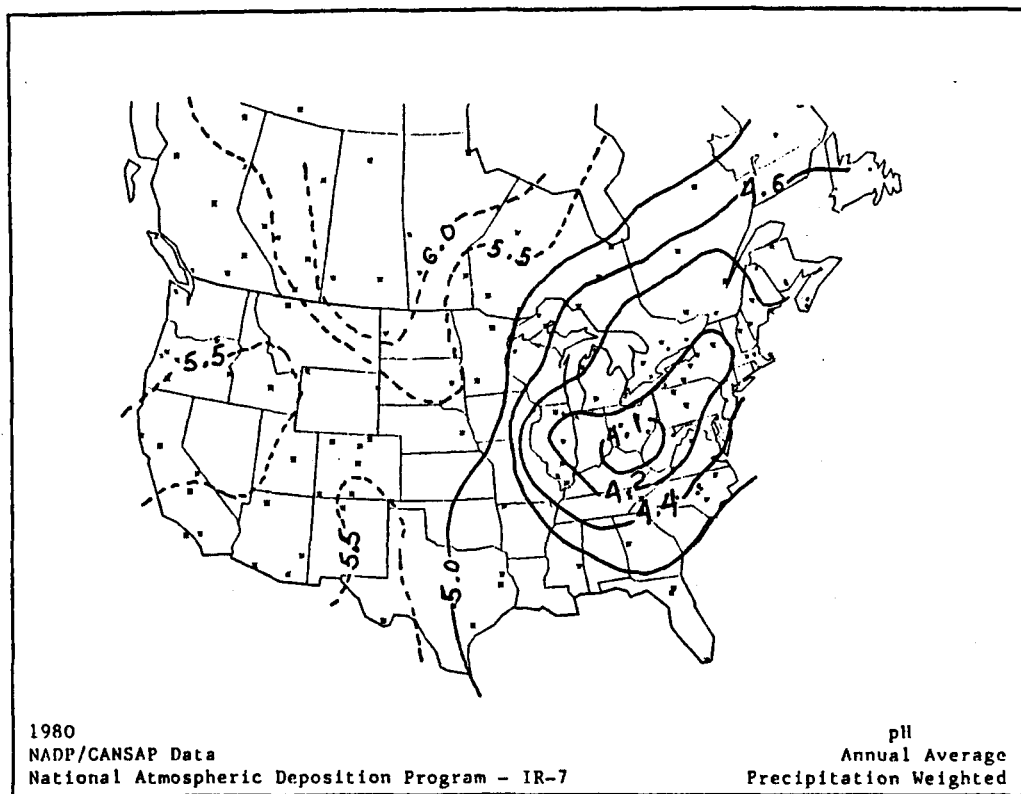 4.6
6.0
5.5
5.5
4.1
4.2
4.4
5.5
5.0
1980
NADP/CANSAP Data
National Atmospheric Deposition Program - IR-7
pH
Annual Average
Precipitation Weighted